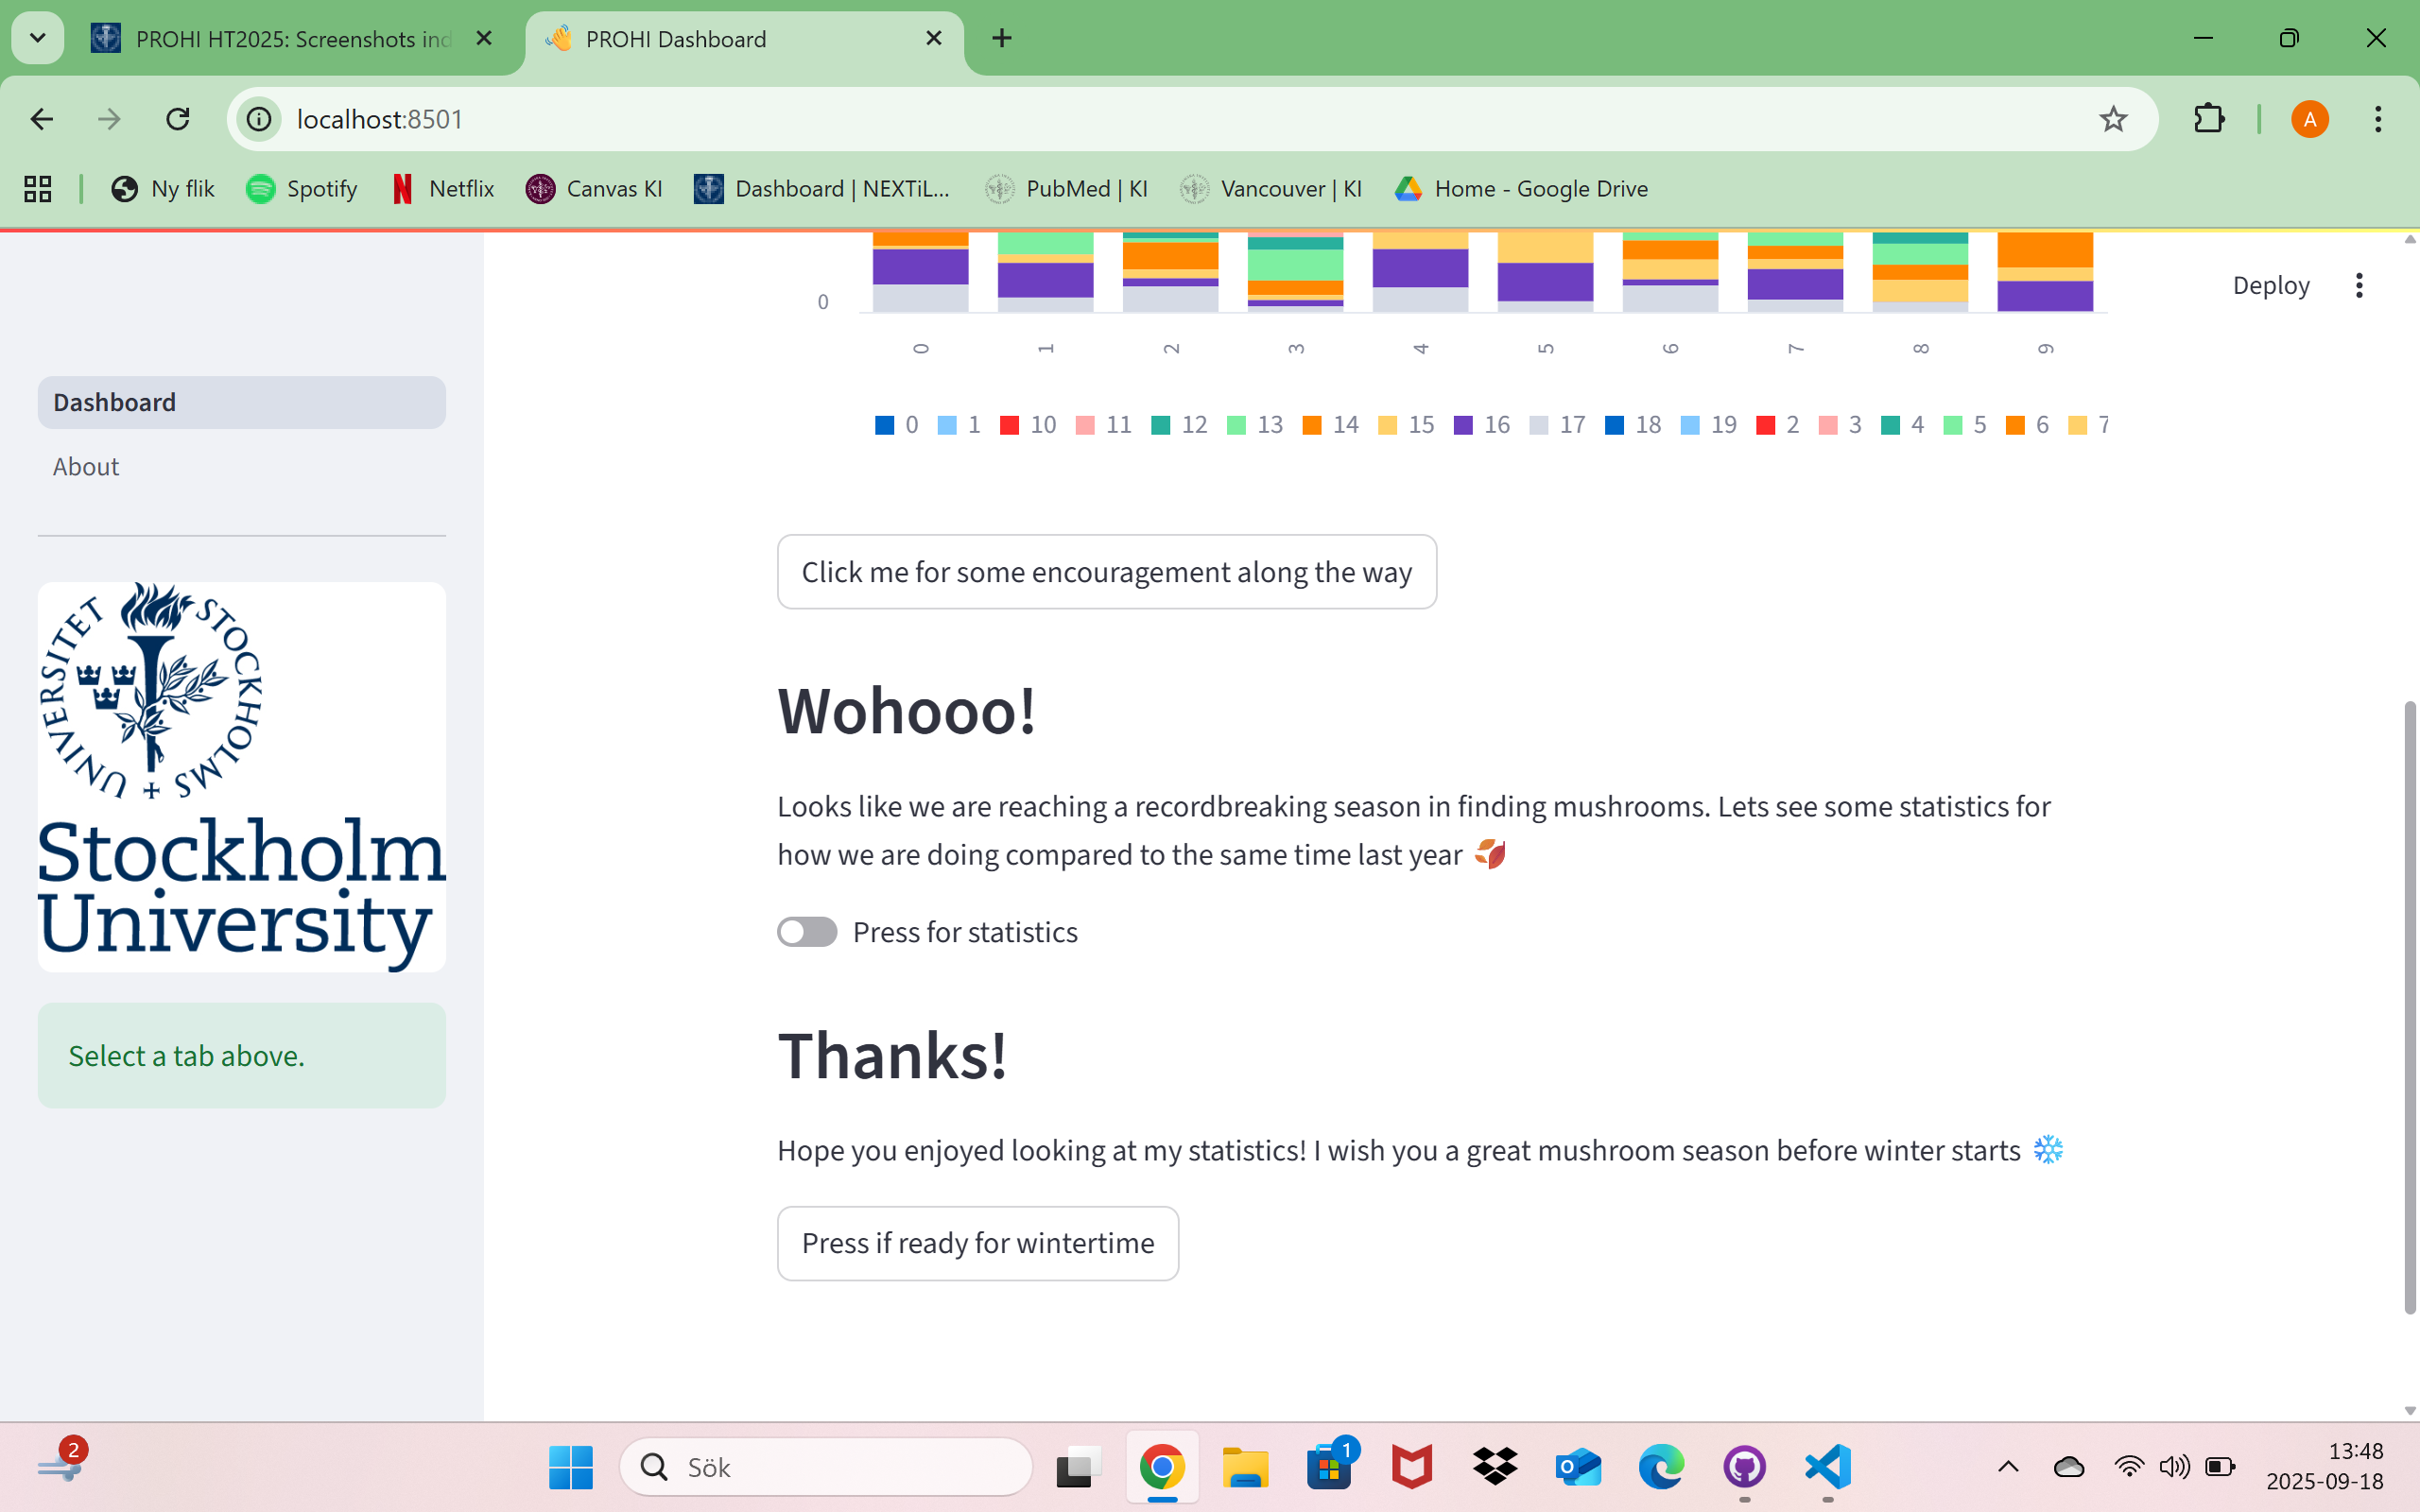 PROHI HT2025: Screenshots ind
PROHI Dashboard
localhost:8501
A
Ny flik
Spotify
Netflix
Canvas KI
Dashboard | NEXTiL...
PubMed | KI
Vancouver | KI
Home - Google Drive
Deploy
Dashboard
About
UNIVERSITET STOCKHOLMS
Stockholm
University
Select a tab above.
0
0 1 2 3 4 5 6 7 8 9
0 1 10 11 12 13 14 15 16 17 18 19 2 3 4 5 6 7
Click me for some encouragement along the way
Wohooo!
Looks like we are reaching a recordbreaking season in finding mushrooms. Lets see some statistics for
how we are doing compared to the same time last year
Press for statistics
Thanks!
Hope you enjoyed looking at my statistics! I wish you a great mushroom season before winter starts
Press if ready for wintertime
2
Sök
1
13:48
2025-09-18